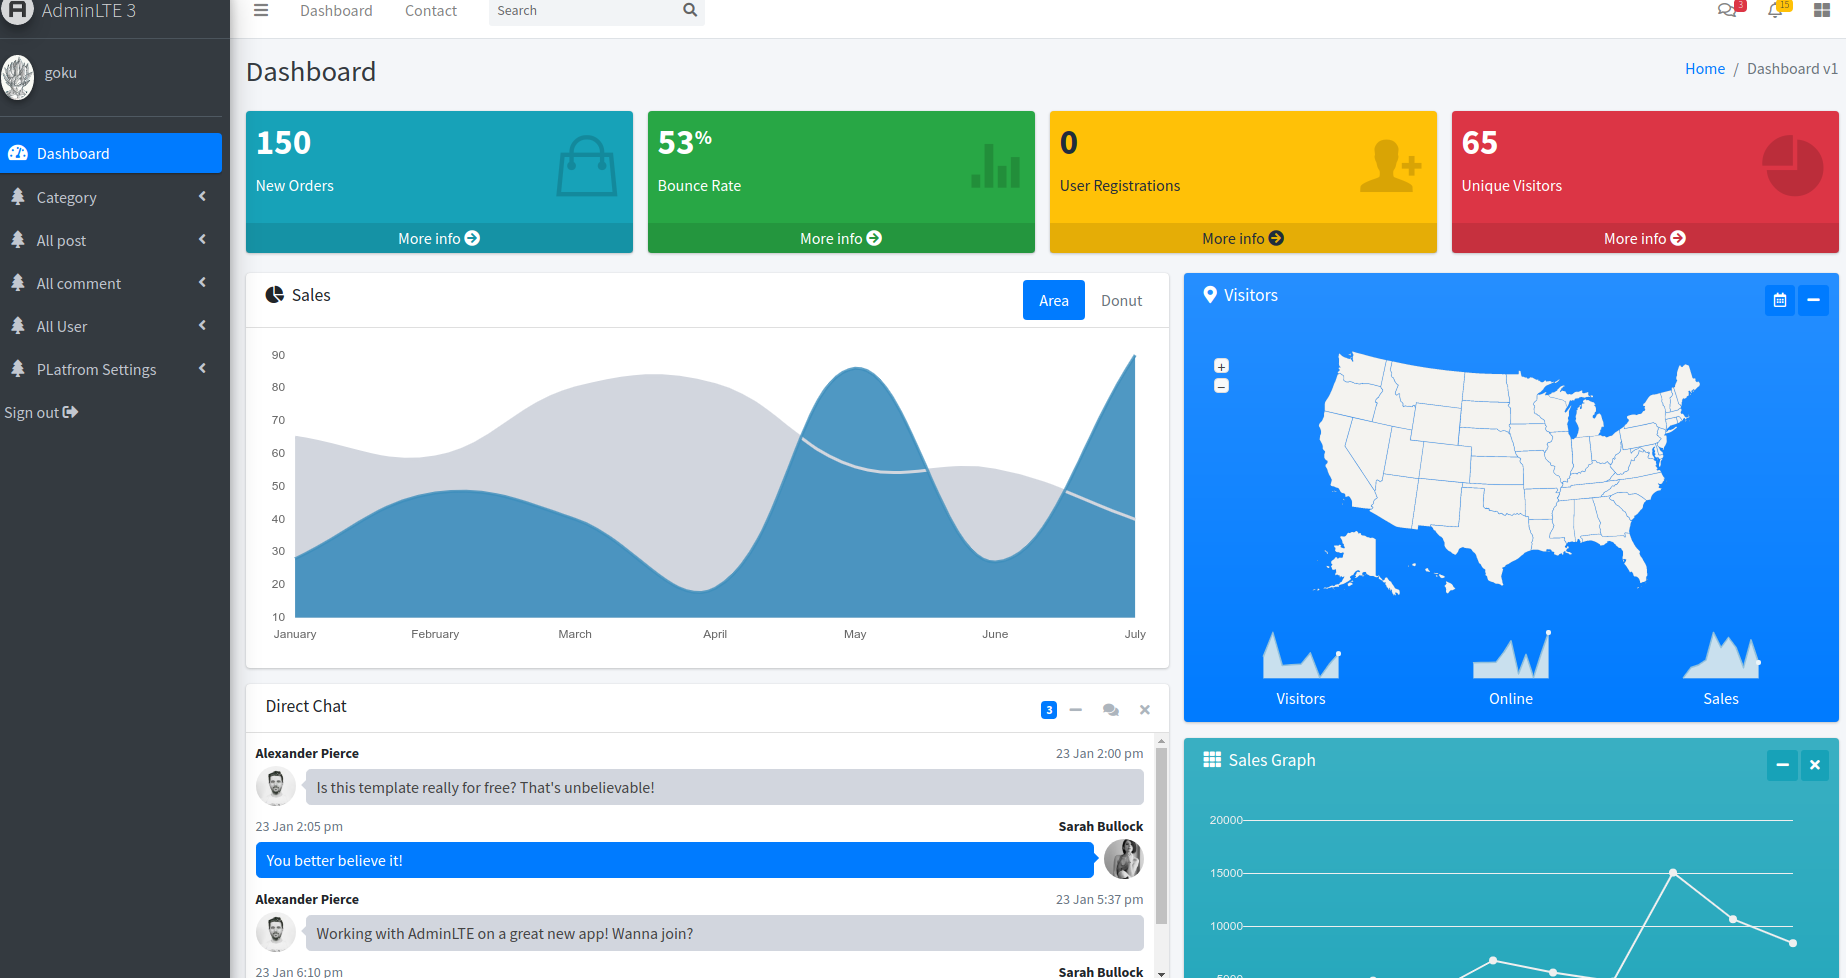 AdminLTE 3
goku
Dashboard
Category
All post
All comment
All User
PLatfrom Settings
Sign out
Dashboard Contact Search 3 15
Dashboard
Home / Dashboard v1
150
New Orders
More info
53%
Bounce Rate
More info
0
User Registrations
More info
65
Unique Visitors
More info
Sales
Area Donut
90
80
70
60
50
40
30
20
10
January February March April May June July
Visitors
+
−
Visitors Online Sales
Direct Chat
3
Alexander Pierce 23 Jan 2:00 pm
Is this template really for free? That's unbelievable!
23 Jan 2:05 pm Sarah Bullock
You better believe it!
Alexander Pierce 23 Jan 5:37 pm
Working with AdminLTE on a great new app! Wanna join?
23 Jan 6:10 pm Sarah Bullock
Sales Graph
20000
15000
10000
5000